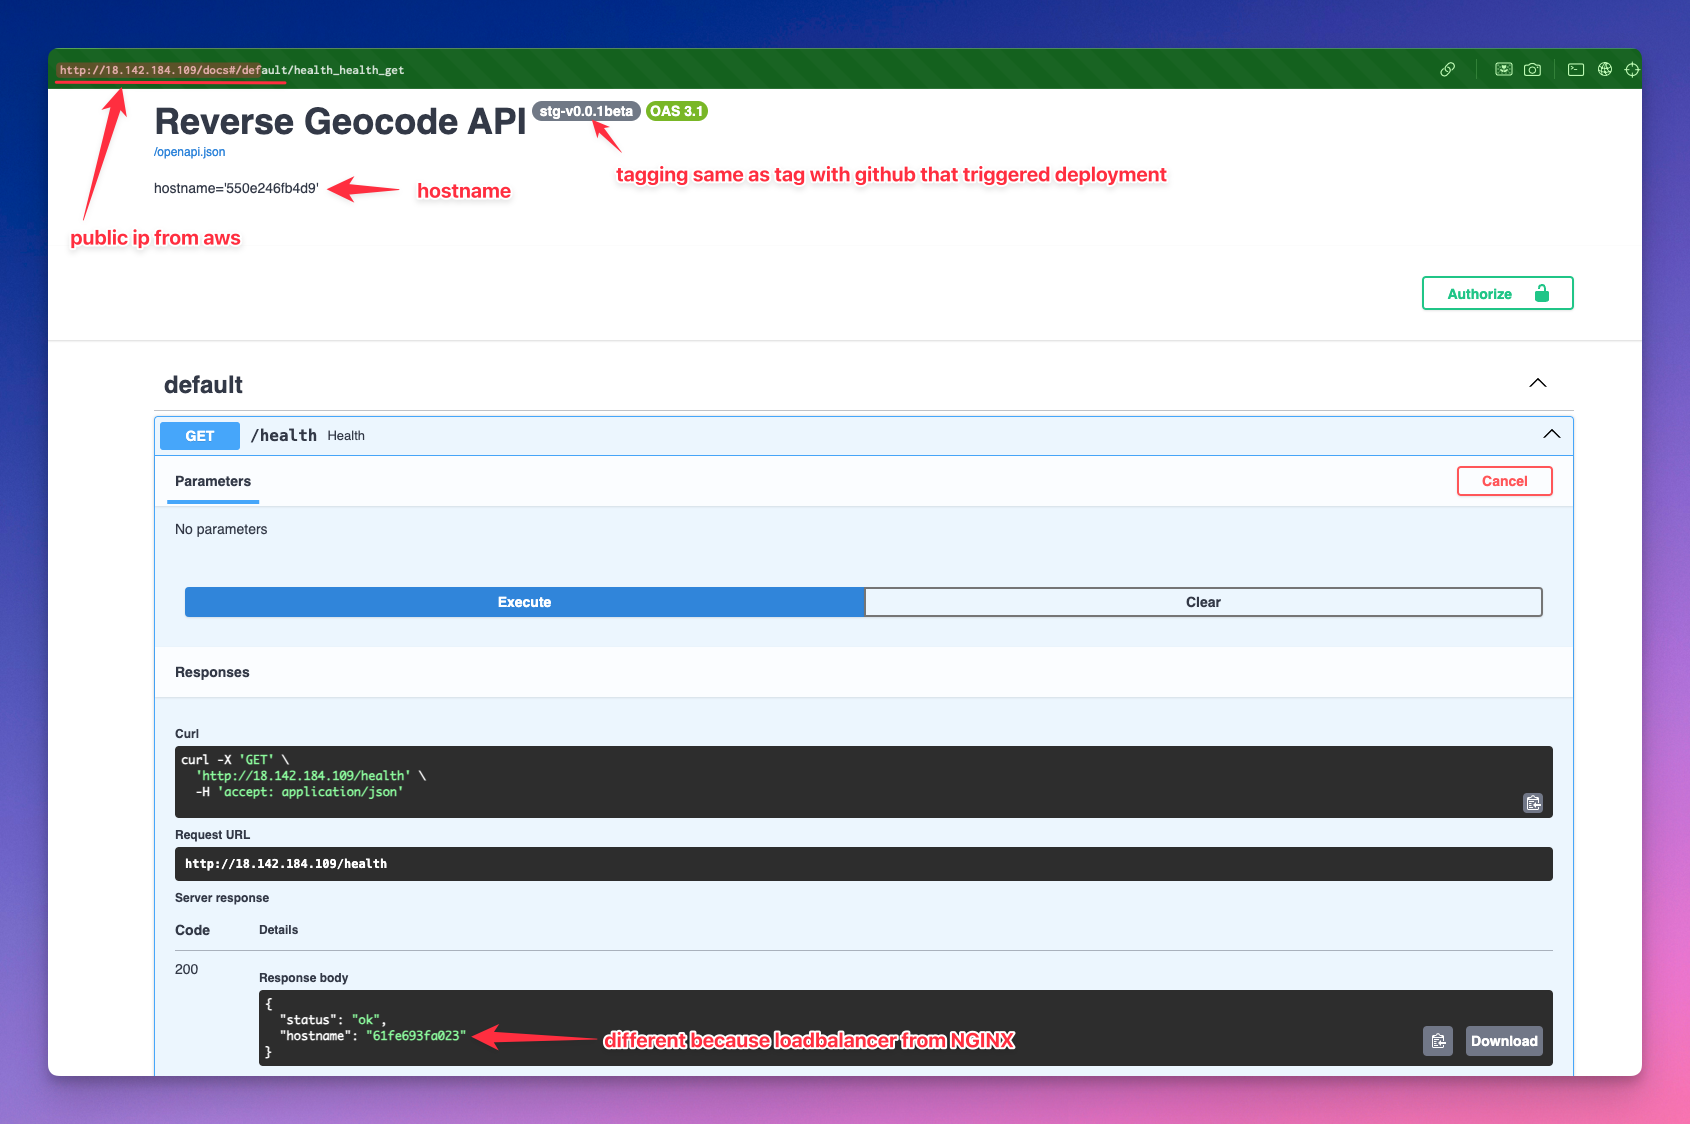 http://18.142.184.109/docs#/default/health_health_get
Reverse Geocode API stg-v0.0.1beta OAS 3.1
/openapi.json
tagging same as tag with github that triggered deployment
hostname='550e246fb4d9' hostname
public ip from aws
Authorize
default
GET /health Health
Parameters Cancel
No parameters
Execute Clear
Responses
Curl
curl -X 'GET' \
'http://18.142.184.109/health' \
-H 'accept: application/json'
Request URL
http://18.142.184.109/health
Server response
Code Details
200
Response body
{
"status": "ok",
"hostname": "61fe693fa023" different because loadbalancer from NGINX
}
Download